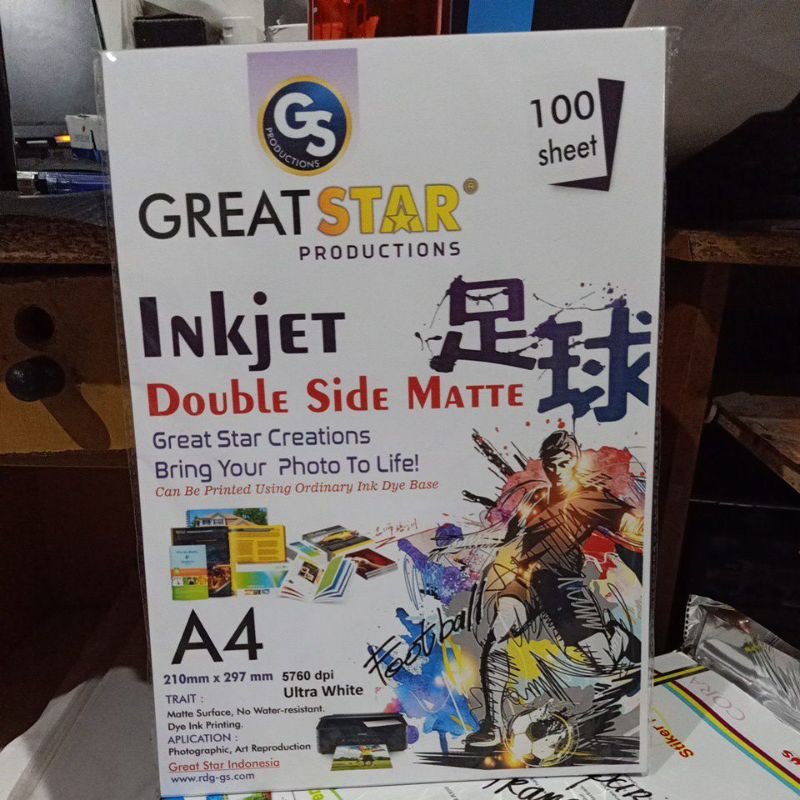 GS
PRODUCTIONS
100
sheet
GREAT STAR®
PRODUCTIONS
Inkjet
足球
Double Side Matte
Great Star Creations
Bring Your Photo To Life!
Can Be Printed Using Ordinary Ink Dye Base
Football
A4
210mm x 297 mm
5760 dpi
Ultra White
TRAIT :
Matte Surface, No Water-resistant.
Dye Ink Printing.
APLICATION :
Photographic, Art Reproduction
Great Star Indonesia
www.rdg-gs.com
CORA
Stiker